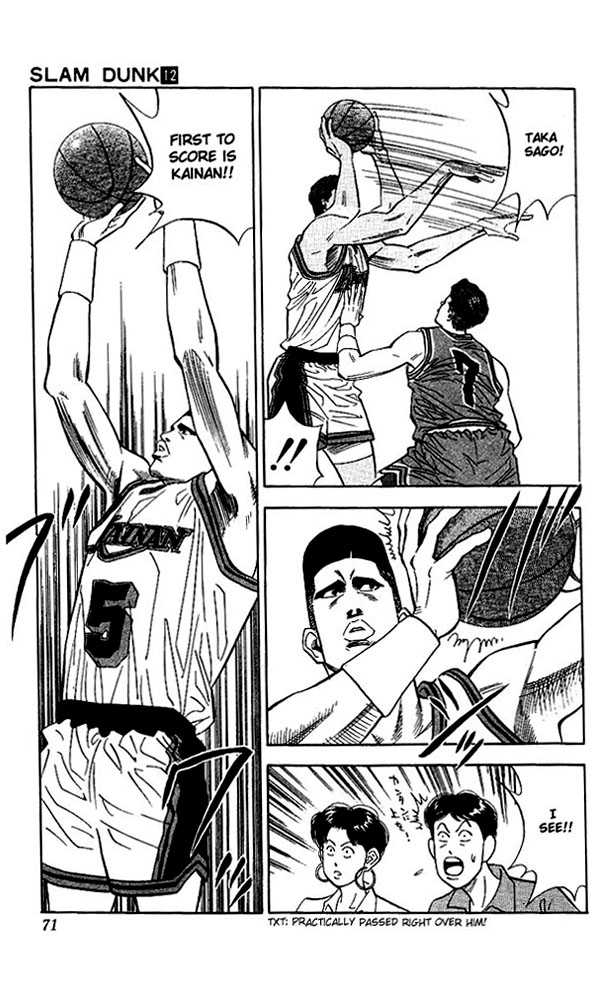 SLAM DUNK 12
TAKA
SAGO!
!!
I
SEE!!
TXT: PRACTICALLY PASSED RIGHT OVER HIM!
FIRST TO
SCORE IS
KAINAN!!
KAINAN
5
7
71